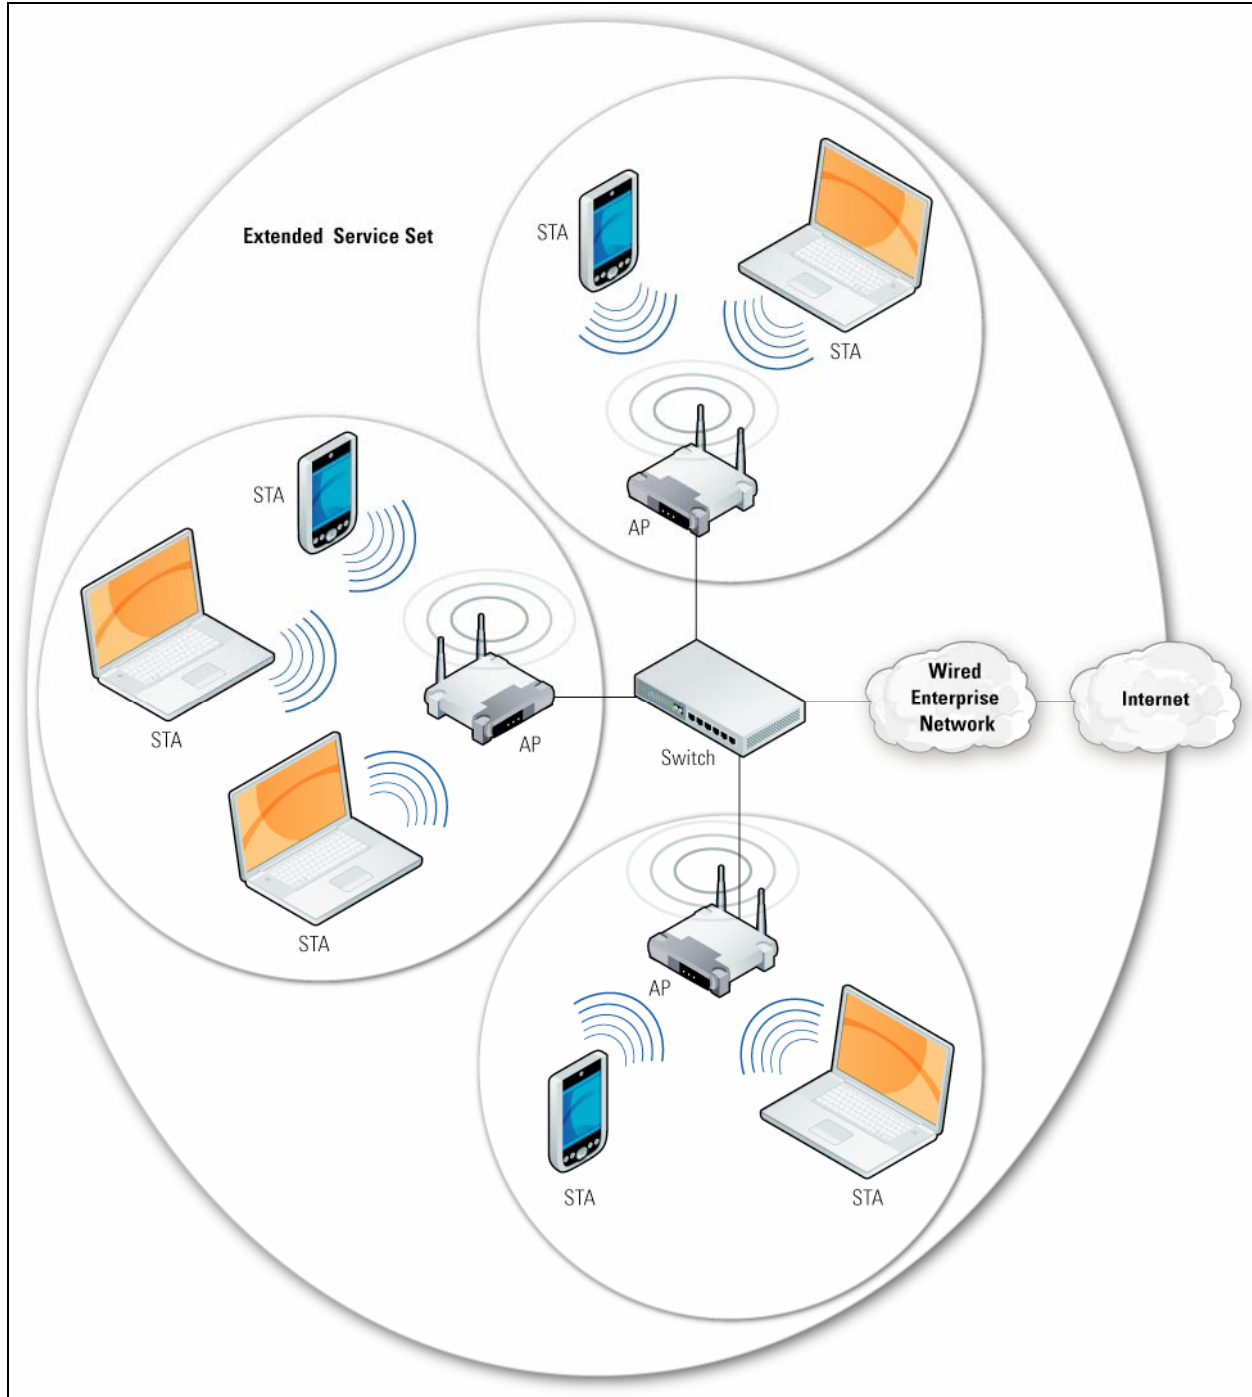 Extended Service Set
STA
STA
AP
STA
STA
STA
AP
Switch
Wired
Enterprise
Network
Internet
AP
STA
STA